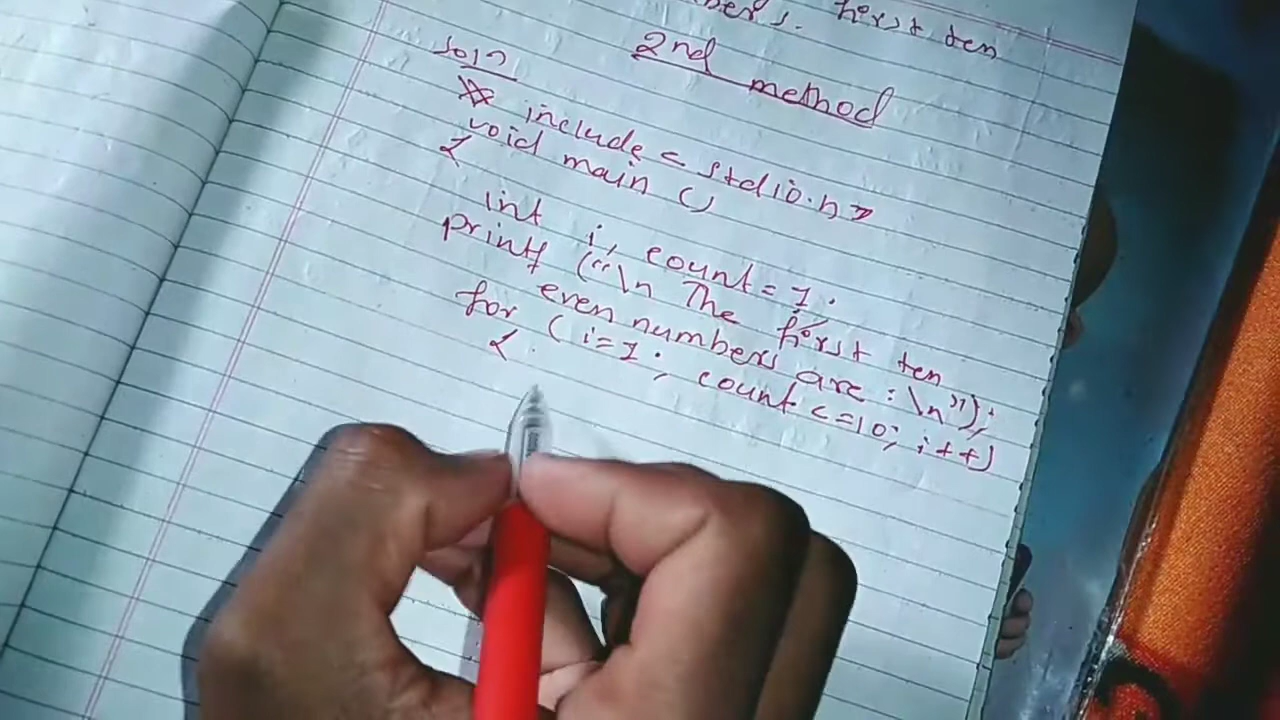 bers. first ten
2nd method
Soln
# include < stdio.h >
void main ()
{
int i, count = 1.
printf ("\n The first ten
even numbers are : \n");
for ( i=1 ; count <=10; i++)
{